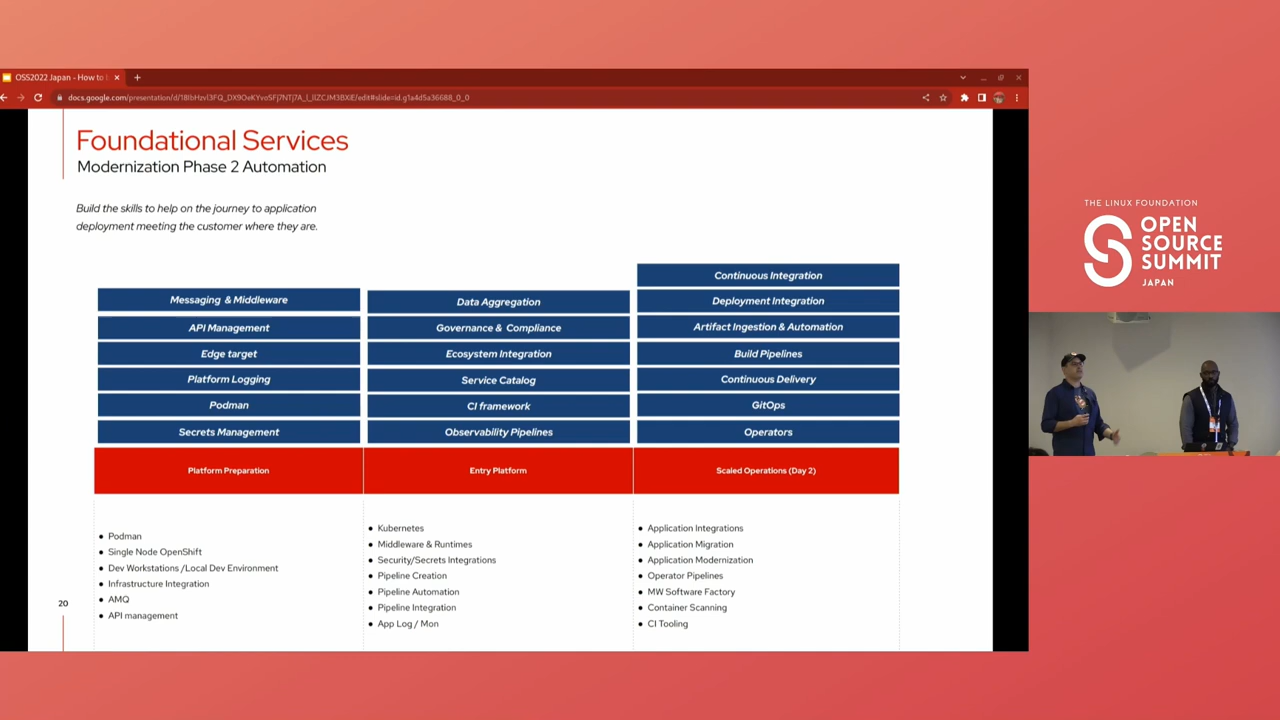 OSS2022 Japan - How to
Foundational Services
Modernization Phase 2 Automation
Build the skills to help on the journey to application
deployment meeting the customer where they are.
Messaging & Middleware
API Management
Edge target
Platform Logging
Podman
Secrets Management
Data Aggregation
Governance & Compliance
Ecosystem Integration
Service Catalog
CI framework
Observability Pipelines
Continuous Integration
Deployment Integration
Artifact Ingestion & Automation
Build Pipelines
Continuous Delivery
GitOps
Operators
Platform Preparation
Entry Platform
Scaled Operations (Day 2)
● Podman
● Single Node OpenShift
● Dev Workstations /Local Dev Environment
● Infrastructure Integration
● AMQ
● API management
● Kubernetes
● Middleware & Runtimes
● Security/Secrets Integrations
● Pipeline Creation
● Pipeline Automation
● Pipeline Integration
● App Log / Mon
● Application Integrations
● Application Migration
● Application Modernization
● Operator Pipelines
● MW Software Factory
● Container Scanning
● CI Tooling
20
THE LINUX FOUNDATION
OPEN
SOURCE
SUMMIT
JAPAN